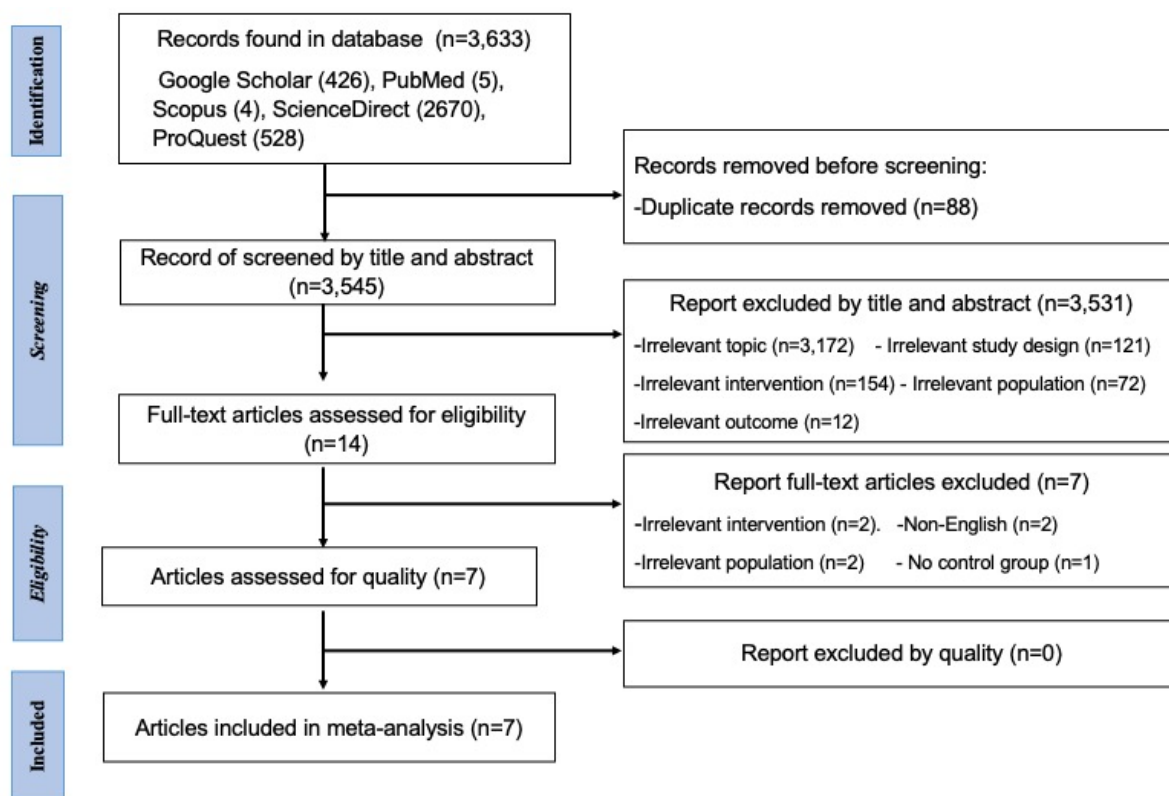 Identification
Records found in database (n=3,633)
Google Scholar (426), PubMed (5),
Scopus (4), ScienceDirect (2670),
ProQuest (528)
Records removed before screening:
-Duplicate records removed (n=88)
Screening
Record of screened by title and abstract
(n=3,545)
Report excluded by title and abstract (n=3,531)
-Irrelevant topic (n=3,172) - Irrelevant study design (n=121)
-Irrelevant intervention (n=154) - Irrelevant population (n=72)
-Irrelevant outcome (n=12)
Full-text articles assessed for eligibility
(n=14)
Report full-text articles excluded (n=7)
-Irrelevant intervention (n=2). -Non-English (n=2)
-Irrelevant population (n=2) - No control group (n=1)
Eligibility
Articles assessed for quality (n=7)
Report excluded by quality (n=0)
Included
Articles included in meta-analysis (n=7)